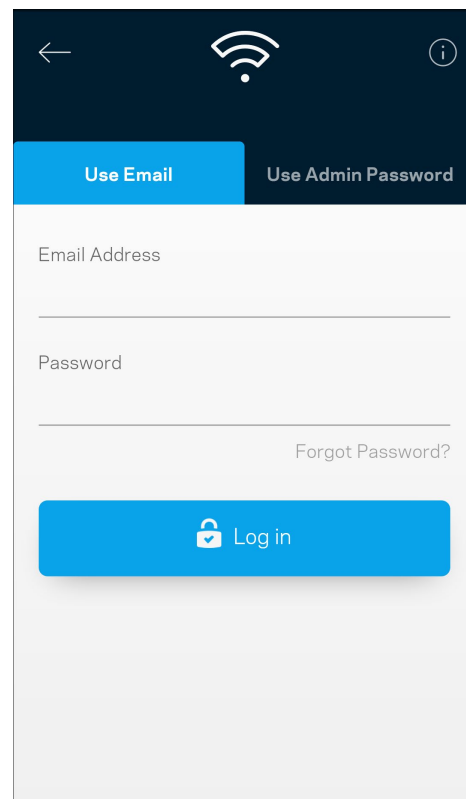 Use Email
Use Admin Password
Email Address
Password
Forgot Password?
Log in